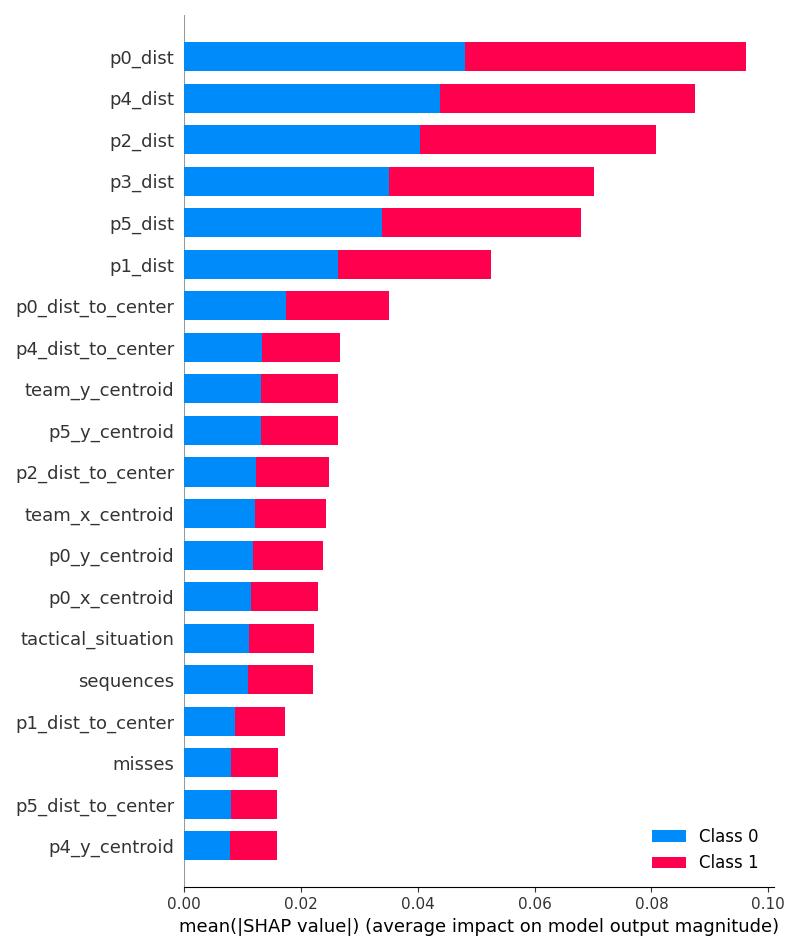 p0_dist
p4_dist
p2_dist
p3_dist
p5_dist
p1_dist
p0_dist_to_center
p4_dist_to_center
team_y_centroid
p5_y_centroid
p2_dist_to_center
team_x_centroid
p0_y_centroid
p0_x_centroid
tactical_situation
sequences
p1_dist_to_center
misses
p5_dist_to_center
p4_y_centroid
Class 0
Class 1
0.00 0.02 0.04 0.06 0.08 0.10
mean(|SHAP value|) (average impact on model output magnitude)